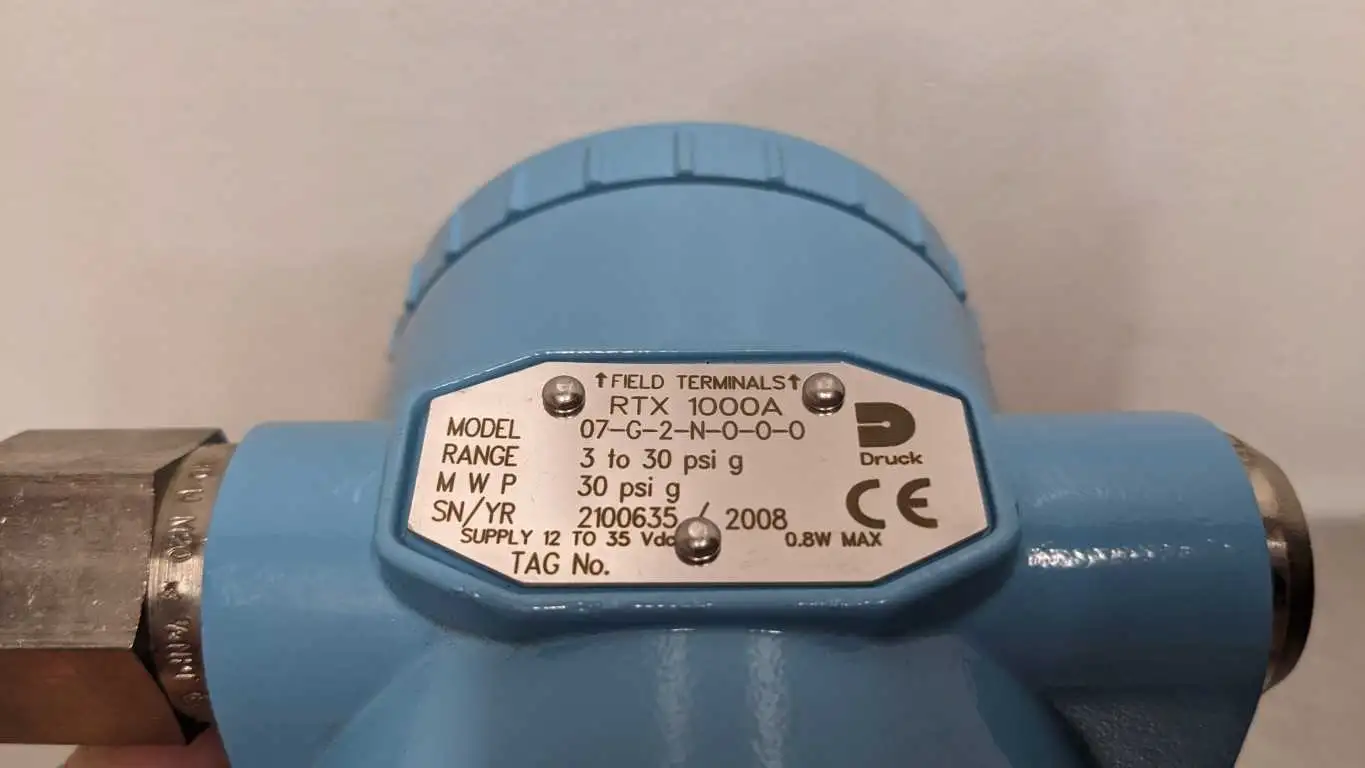 ↑FIELD TERMINALS↑
RTX 1000A
MODEL 07-G-2-N-0-0-0
RANGE 3 to 30 psi g
M W P 30 psi g
SN/YR 2100635 / 2008
SUPPLY 12 TO 35 Vdc 0.8W MAX
TAG No.
Druck
CE
M20